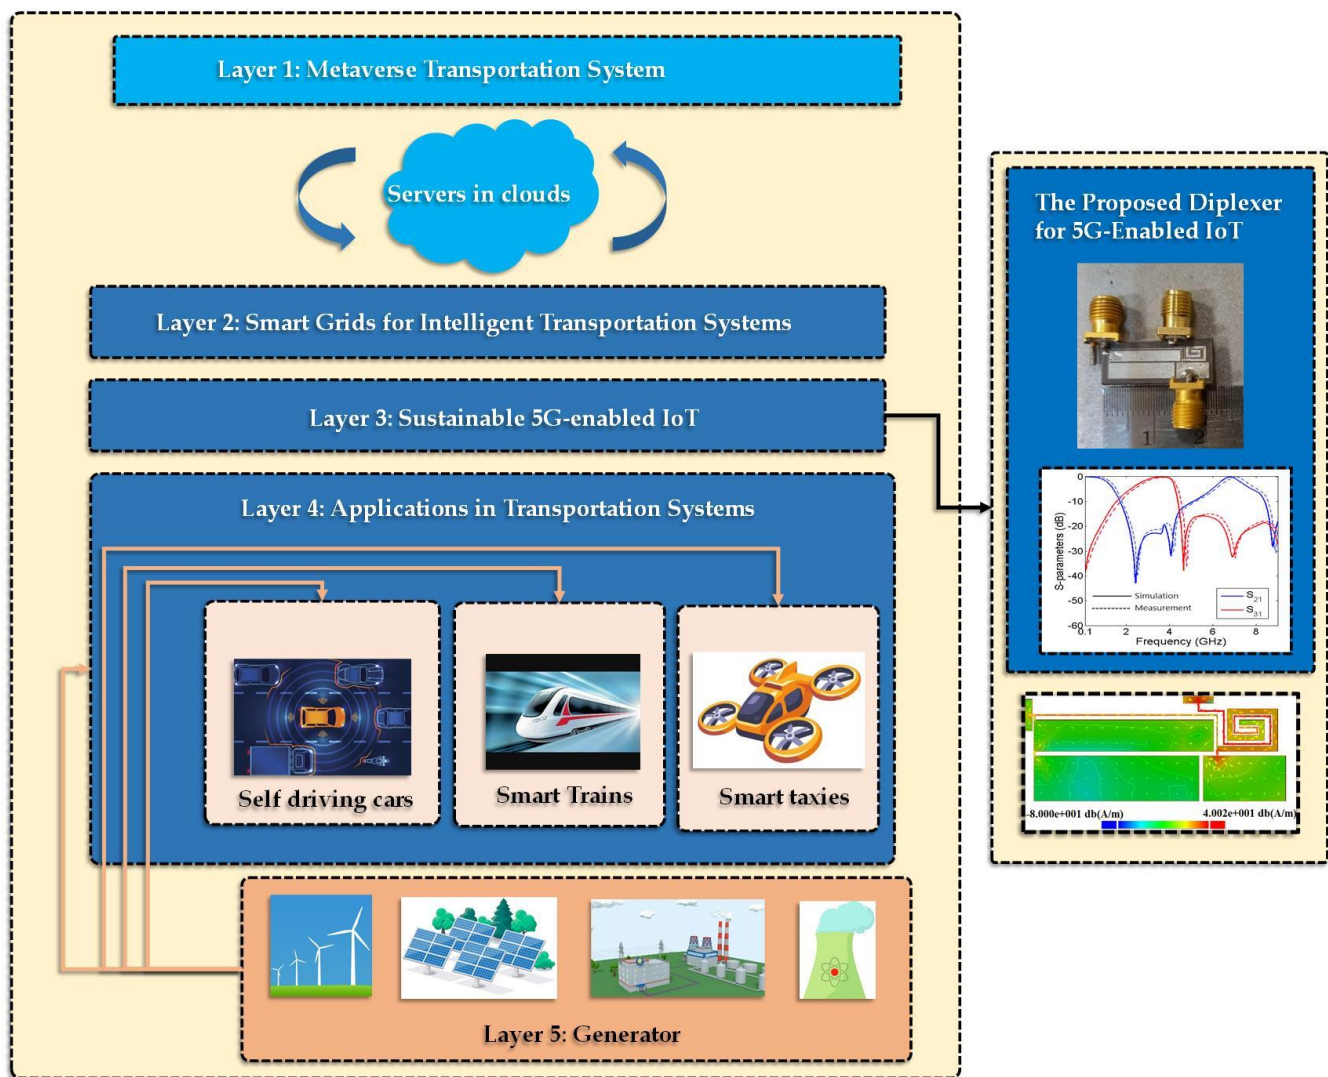 Layer 1: Metaverse Transportation System
Servers in clouds
Layer 2: Smart Grids for Intelligent Transportation Systems
Layer 3: Sustainable 5G-enabled IoT
Layer 4: Applications in Transportation Systems
Self driving cars
Smart Trains
Smart taxies
Layer 5: Generator
The Proposed Diplexer
for 5G-Enabled IoT
1 2
S-parameters (dB)
0
-10
-20
-30
-40
-50
-60
Simulation
Measurement
S21
S31
0.1 2 4 6 8
Frequency (GHz)
-8.000e+001 db(A/m) 4.002e+001 db(A/m)